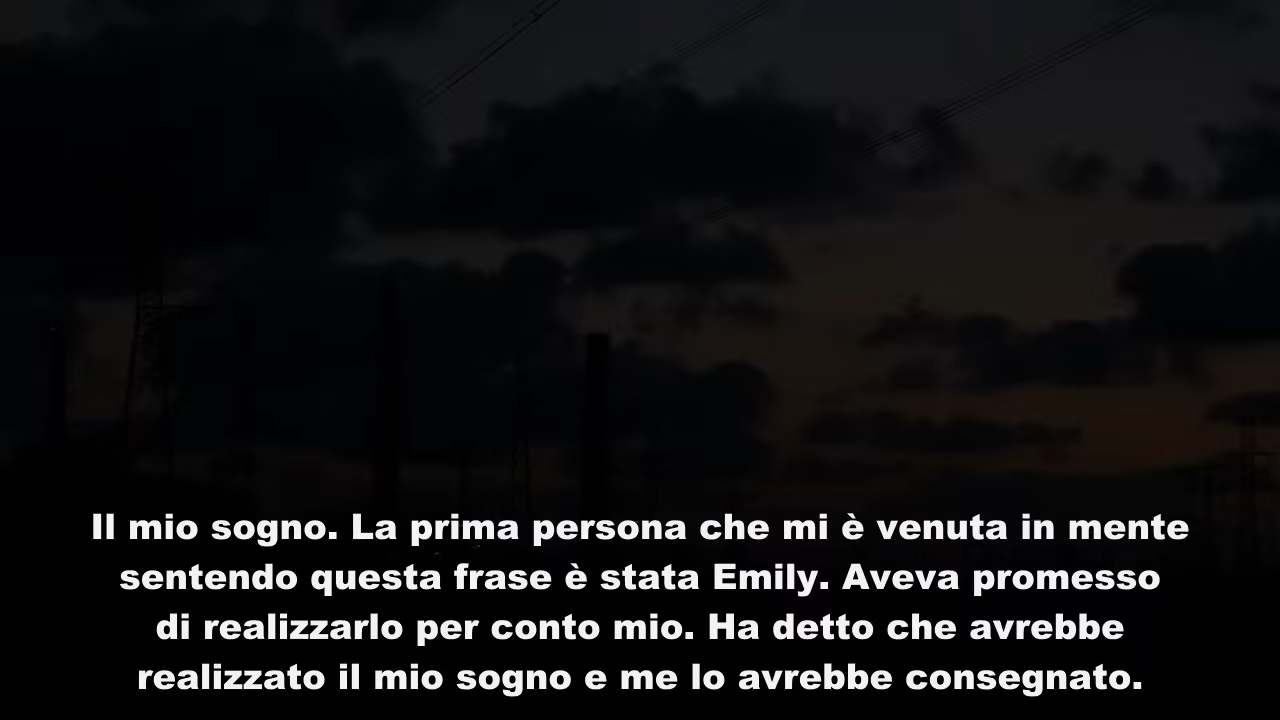 Il mio sogno. La prima persona che mi è venuta in mente
sentendo questa frase è stata Emily. Aveva promesso
di realizzarlo per conto mio. Ha detto che avrebbe
realizzato il mio sogno e me lo avrebbe consegnato.